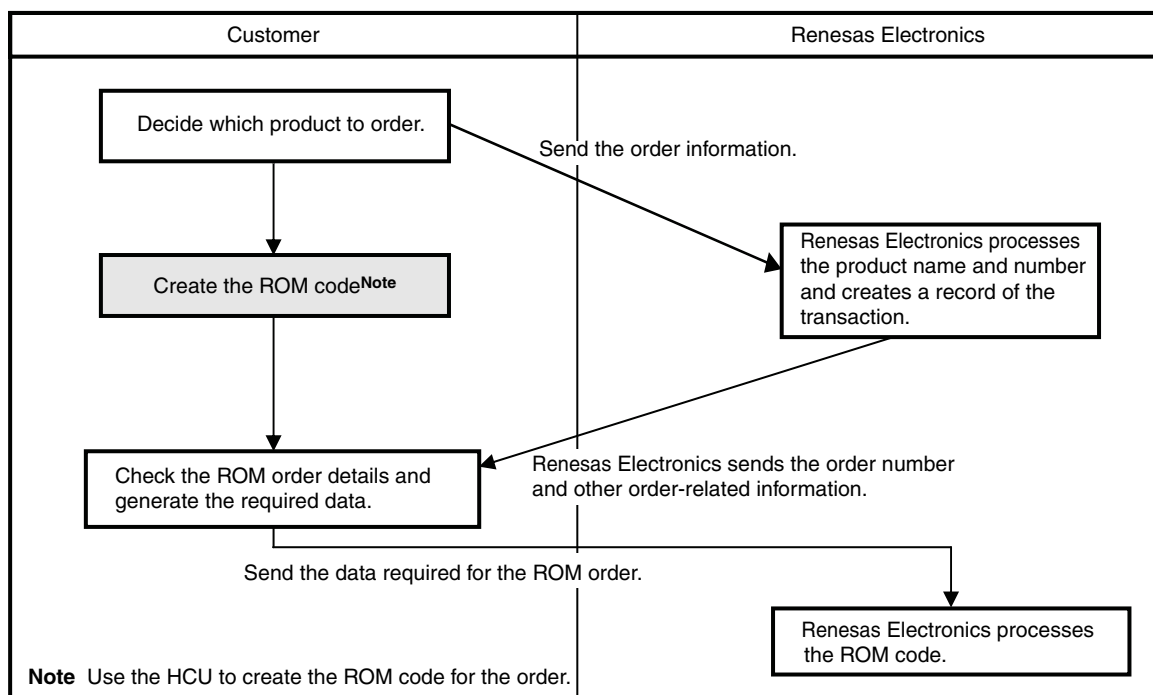 Customer
Renesas Electronics
Decide which product to order.
Send the order information.
Renesas Electronics processes
the product name and number
and creates a record of the
transaction.
Create the ROM codeNote
Check the ROM order details and
generate the required data.
Renesas Electronics sends the order number
and other order-related information.
Send the data required for the ROM order.
Renesas Electronics processes
the ROM code.
Note Use the HCU to create the ROM code for the order.